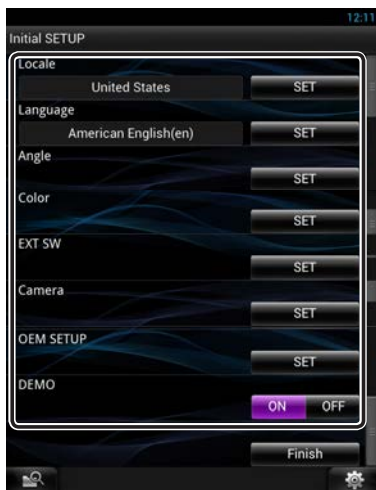 12:11
Initial SETUP
Locale
United States SET
Language
American English(en) SET
Angle
SET
Color
SET
EXT SW
SET
Camera
SET
OEM SETUP
SET
DEMO
ON OFF
Finish